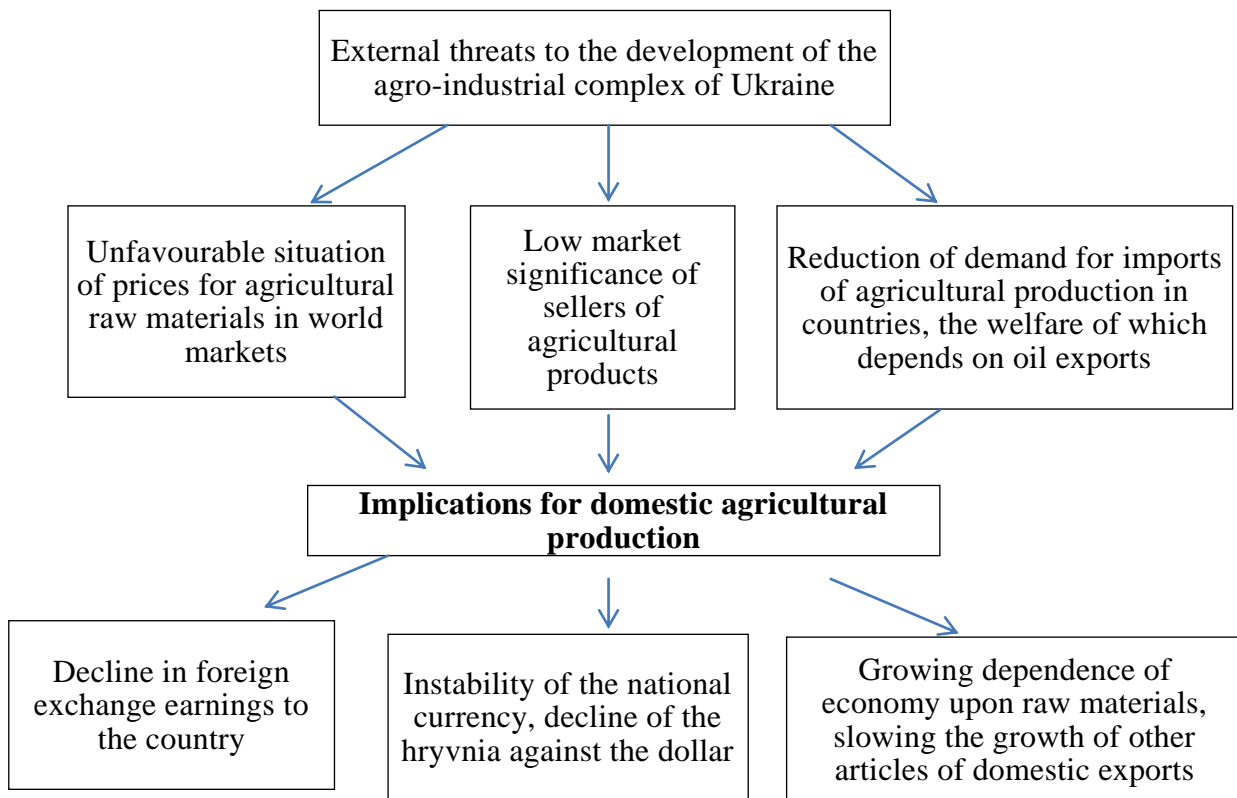 External threats to the development of the
agro-industrial complex of Ukraine
Unfavourable situation
of prices for agricultural
raw materials in world
markets
Low market
significance of
sellers of
agricultural
products
Reduction of demand for imports
of agricultural production in
countries, the welfare of which
depends on oil exports
Implications for domestic agricultural
production
Decline in foreign
exchange earnings to
the country
Instability of the national
currency, decline of the
hryvnia against the dollar
Growing dependence of
economy upon raw materials,
slowing the growth of other
articles of domestic exports